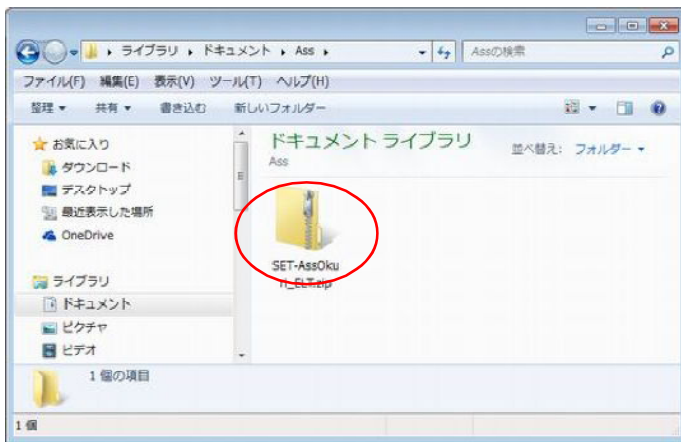 ライブラリ ▸ ドキュメント ▸ Ass ▸
Assの検索
ファイル(F) 編集(E) 表示(V) ツール(T) ヘルプ(H)
整理 共有 書き込む 新しいフォルダー
お気に入り
ダウンロード
デスクトップ
最近表示した場所
OneDrive
ライブラリ
ドキュメント
ピクチャ
ビデオ
ドキュメント ライブラリ
Ass
並べ替え: フォルダー
SET-AssOku
ri_ELT.zip
1 個の項目
1 個